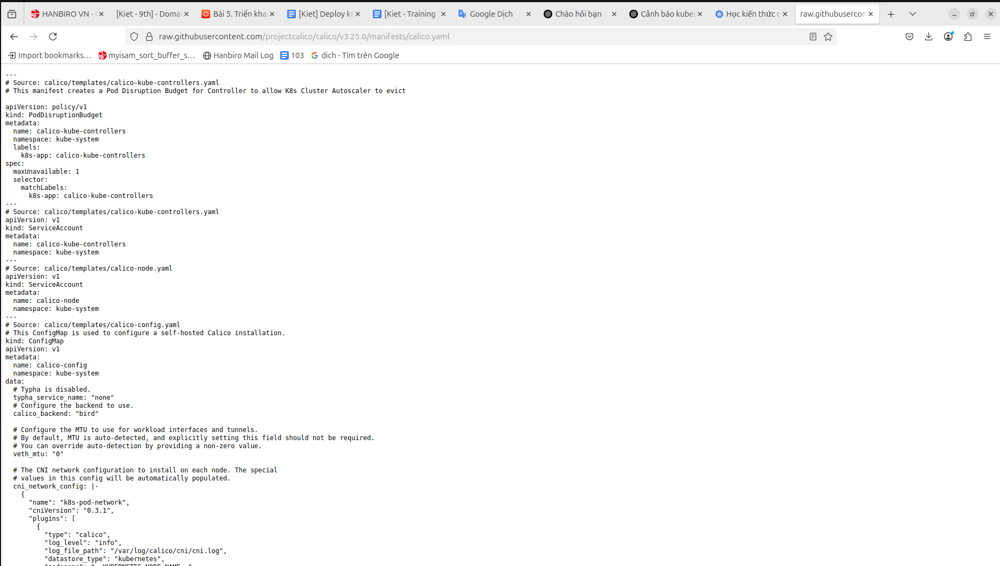 HANBIRO VN -
[Kiet - 9th] - Domai
Bài 5. Triển khai
[Kiet] Deploy k8
[Kiet - Training
Google Dịch
Chào hỏi bạn
Cảnh báo kubea
Học kiến thức c
raw.githubusercon
raw.githubusercontent.com/projectcalico/calico/v3.25.0/manifests/calico.yaml
Import bookmarks...
myisam_sort_buffer_s...
Hanbiro Mail Log
103
dich - Tìm trên Google
---
# Source: calico/templates/calico-kube-controllers.yaml
# This manifest creates a Pod Disruption Budget for Controller to allow K8s Cluster Autoscaler to evict
apiVersion: policy/v1
kind: PodDisruptionBudget
metadata:
  name: calico-kube-controllers
  namespace: kube-system
  labels:
    k8s-app: calico-kube-controllers
spec:
  maxUnavailable: 1
  selector:
    matchLabels:
      k8s-app: calico-kube-controllers
---
# Source: calico/templates/calico-kube-controllers.yaml
apiVersion: v1
kind: ServiceAccount
metadata:
  name: calico-kube-controllers
  namespace: kube-system
---
# Source: calico/templates/calico-node.yaml
apiVersion: v1
kind: ServiceAccount
metadata:
  name: calico-node
  namespace: kube-system
---
# Source: calico/templates/calico-config.yaml
# This ConfigMap is used to configure a self-hosted Calico installation.
kind: ConfigMap
apiVersion: v1
metadata:
  name: calico-config
  namespace: kube-system
data:
  # Typha is disabled.
  typha_service_name: "none"
  # Configure the backend to use.
  calico_backend: "bird"
  # Configure the MTU to use for workload interfaces and tunnels.
  # By default, MTU is auto-detected, and explicitly setting this field should not be required.
  # You can override auto-detection by providing a non-zero value.
  veth_mtu: "0"
  # The CNI network configuration to install on each node. The special
  # values in this config will be automatically populated.
  cni_network_config: |-
    {
      "name": "k8s-pod-network",
      "cniVersion": "0.3.1",
      "plugins": [
        {
          "type": "calico",
          "log_level": "info",
          "log_file_path": "/var/log/calico/cni/cni.log",
          "datastore_type": "kubernetes",